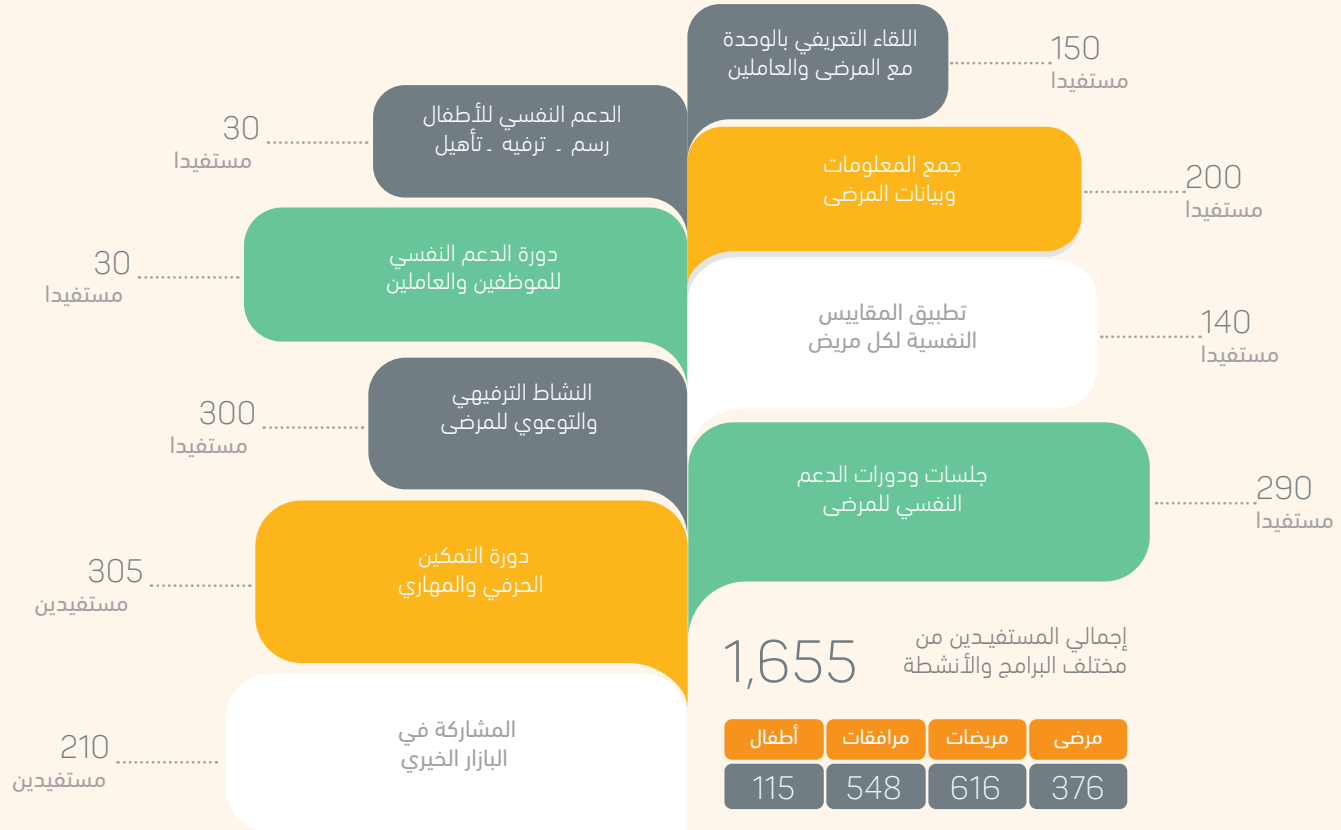 اللقاء التعريفي بالوحدة
مع المرضى والعاملين
150
مستفيدا
الدعم النفسي للأطفال
رسم ـ ترفيه ـ تأهيل
30
مستفيدا
جمع المعلومات
وبيانات المرضى
200
مستفيدا
دورة الدعم النفسي
للموظفين والعاملين
30
مستفيدا
تطبيق المقاييس
النفسية لكل مريض
140
مستفيدا
النشاط الترفيهي
والتوعوي للمرضى
300
مستفيدا
جلسات ودورات الدعم
النفسي للمرضى
290
مستفيدا
دورة التمكين
الحرفي والمهاري
305
مستفيدين
المشاركة في
البازار الخيري
210
مستفيدين
إجمالي المستفيـدين من
مختلف البرامج والأنشطة
1,655
مرضى مريضات مرافقات أطفال
376 616 548 115